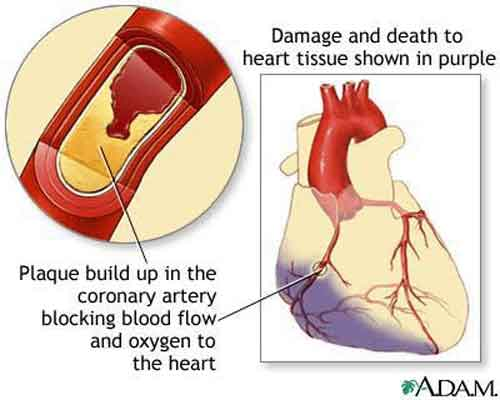 Damage and death to
heart tissue shown in purple
Plaque build up in the
coronary artery
blocking blood flow
and oxygen to
the heart
A.D.A.M.